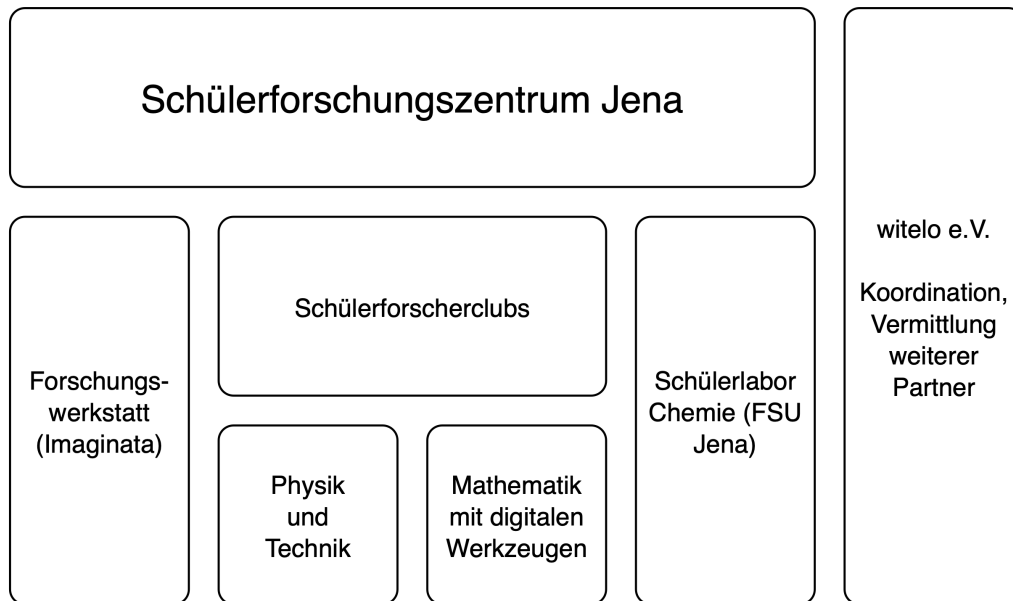 Schülerforschungszentrum Jena
Forschungs-
werkstatt
(Imaginata)
Schülerforscherclubs
Physik
und
Technik
Mathematik
mit digitalen
Werkzeugen
Schülerlabor
Chemie (FSU
Jena)
witelo e.V.
Koordination,
Vermittlung
weiterer
Partner